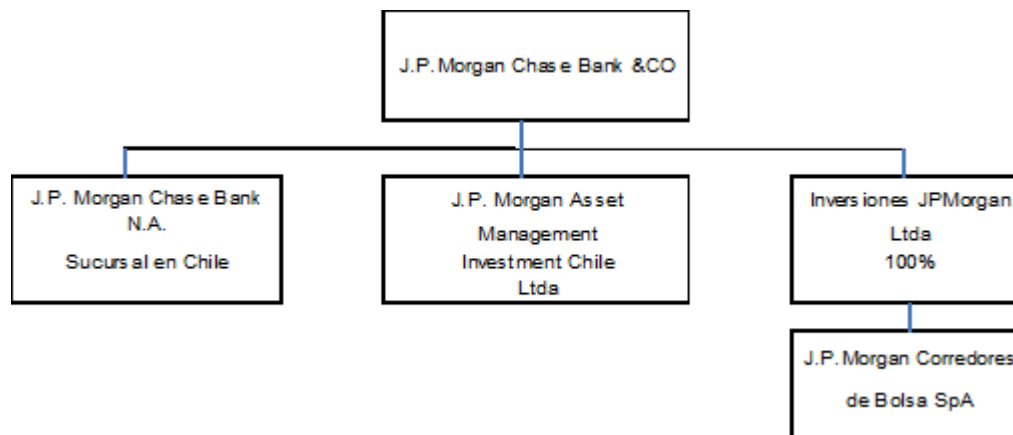 J.P. Morgan Chase Bank &CO
J.P. Morgan Chase Bank
N.A.
Sucursal en Chile
J.P. Morgan Asset
Management
Investment Chile
Ltda
Inversiones JPMorgan
Ltda
100%
J.P. Morgan Corredores
de Bolsa SpA